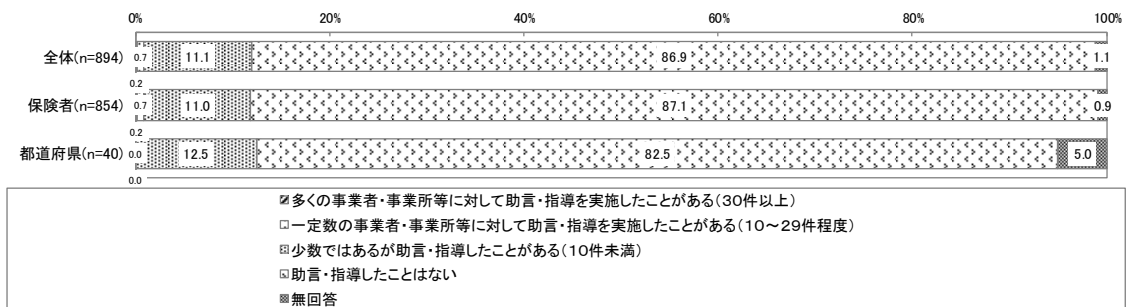 0% 20% 40% 60% 80% 100%
全体(n=894) 0.7 11.1 86.9 1.1
0.2
保険者(n=854) 0.7 11.0 87.1 0.9
0.2
都道府県(n=40) 0.0 12.5 82.5 5.0
0.0
多くの事業者・事業所等に対して助言・指導を実施したことがある(30件以上)
一定数の事業者・事業所等に対して助言・指導を実施したことがある(10～29件程度)
少数ではあるが助言・指導したことがある(10件未満)
助言・指導したことはない
無回答